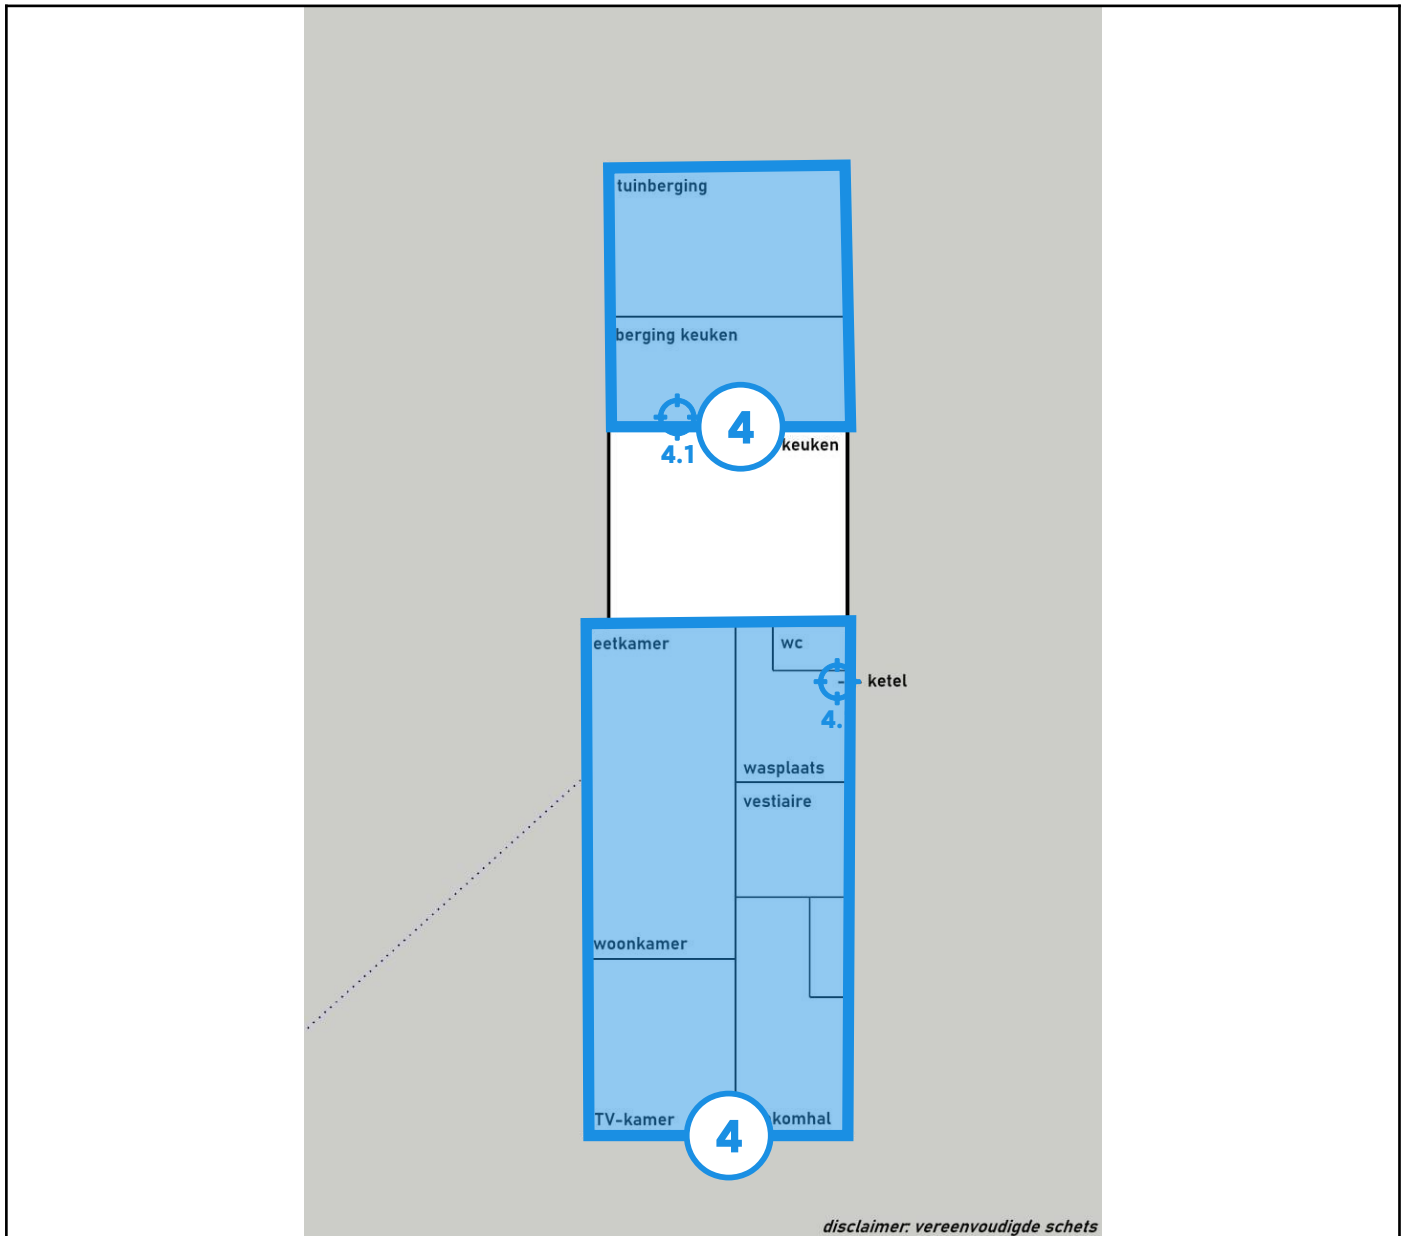 tuinberging
berging keuken
4
4.1
keuken
eetkamer
wc
ketel
4.
wasplaats
vestiaire
woonkamer
TV-kamer
4
komhal
disclaimer: vereenvoudigde schets